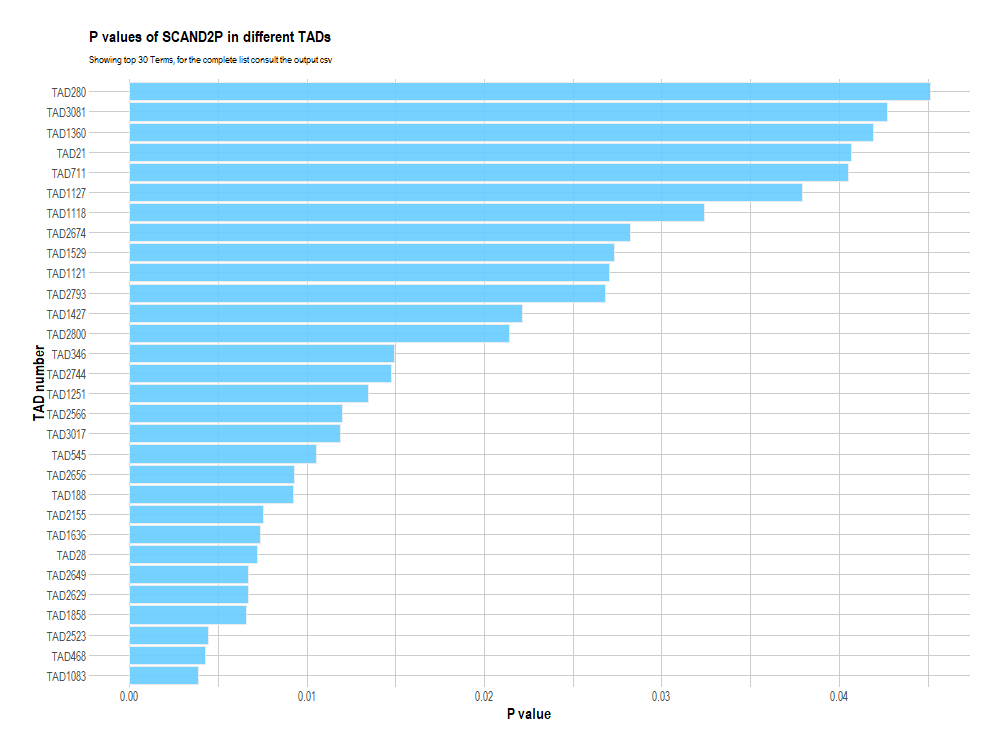 P values of SCAND2P in different TADs
Showing top 30 Terms, for the complete list consult the output csv
TAD280
TAD3081
TAD1360
TAD21
TAD711
TAD1127
TAD1118
TAD2674
TAD1529
TAD1121
TAD2793
TAD1427
TAD2800
TAD346
TAD2744
TAD1251
TAD2566
TAD3017
TAD545
TAD2656
TAD188
TAD2155
TAD1636
TAD28
TAD2649
TAD2629
TAD1858
TAD2523
TAD468
TAD1083
TAD number
0.00 0.01 0.02 0.03 0.04
P value